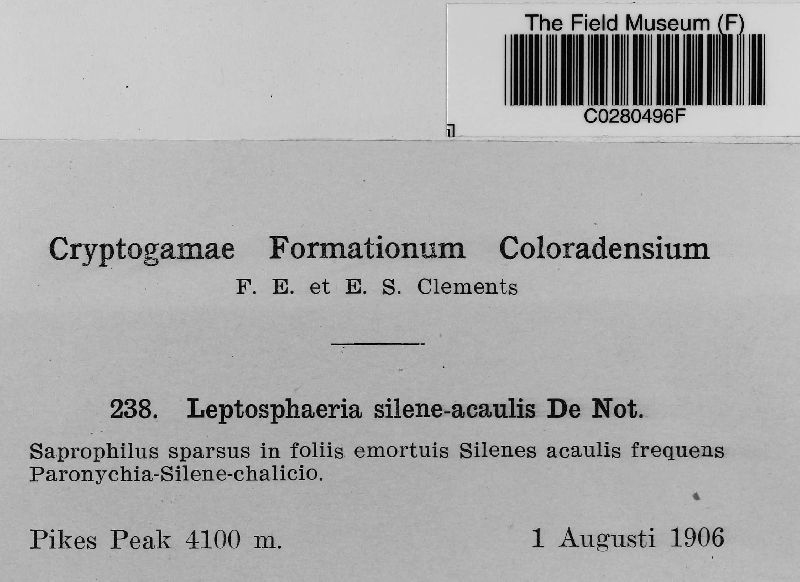 The Field Museum (F)
C0280496F
Cryptogamae Formationum Coloradensium
F. E. et E. S. Clements
238. Leptosphaeria silene-acaulis De Not.
Saprophilus sparsus in foliis emortuis Silenes acaulis frequens
Paronychia-Silene-chalicio.
Pikes Peak 4100 m. 1 Augusti 1906